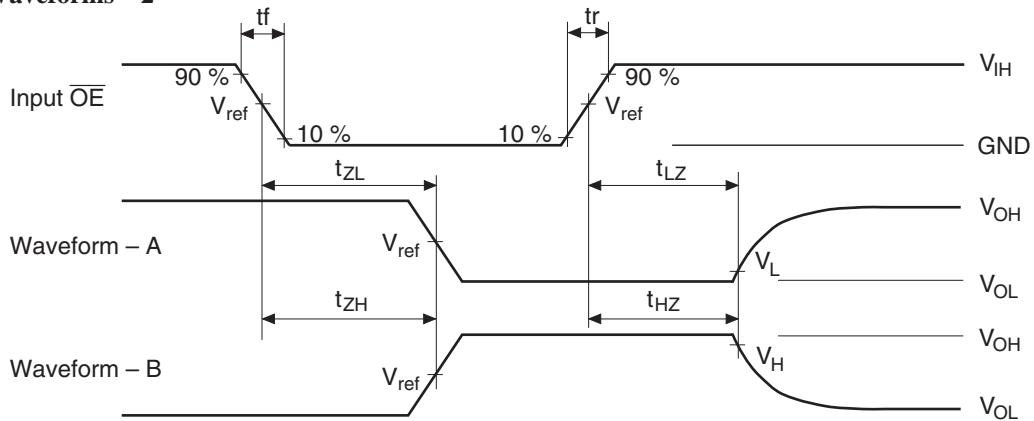 Waveforms – 2
tf
tr
90 %
90 %
V_IH
Input O̅E̅
V_ref
V_ref
10 %
10 %
GND
t_ZL
t_LZ
V_OH
Waveform – A
V_ref
V_L
V_OL
t_ZH
t_HZ
V_OH
Waveform – B
V_ref
V_H
V_OL